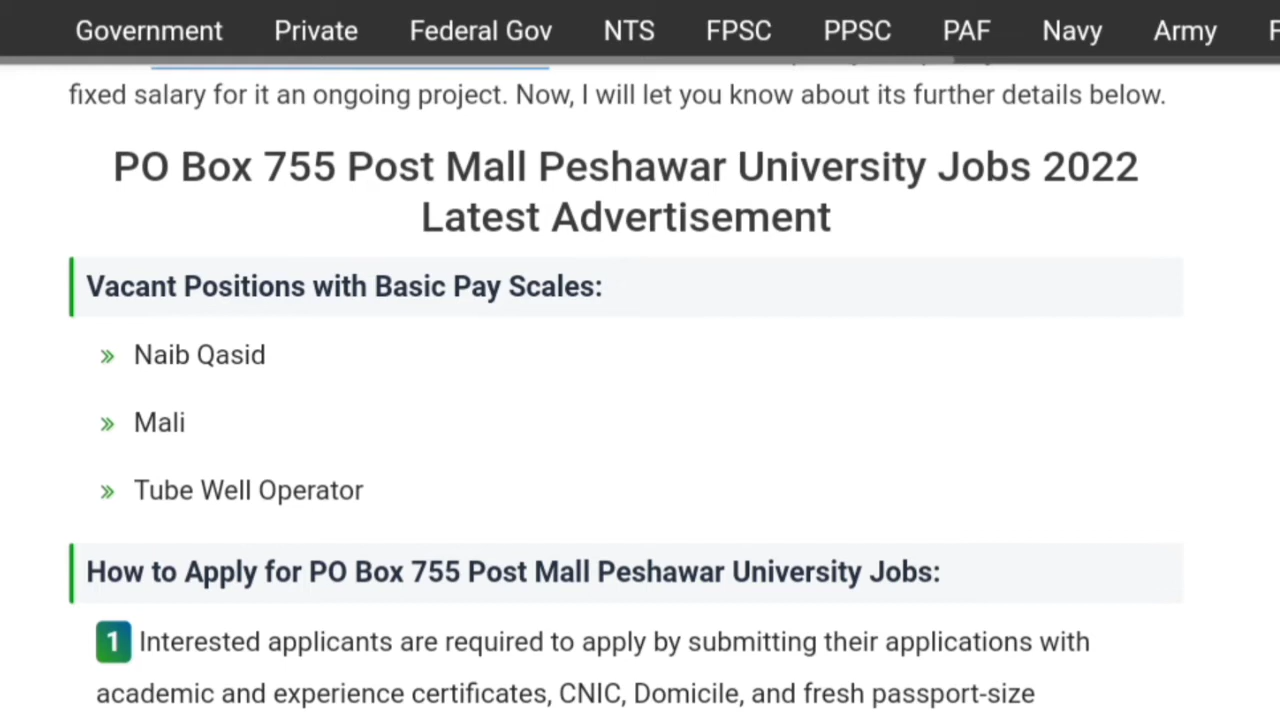 Government Private Federal Gov NTS FPSC PPSC PAF Navy Army
fixed salary for it an ongoing project. Now, I will let you know about its further details below.
PO Box 755 Post Mall Peshawar University Jobs 2022
Latest Advertisement
Vacant Positions with Basic Pay Scales:
» Naib Qasid
» Mali
» Tube Well Operator
How to Apply for PO Box 755 Post Mall Peshawar University Jobs:
1 Interested applicants are required to apply by submitting their applications with
academic and experience certificates, CNIC, Domicile, and fresh passport-size